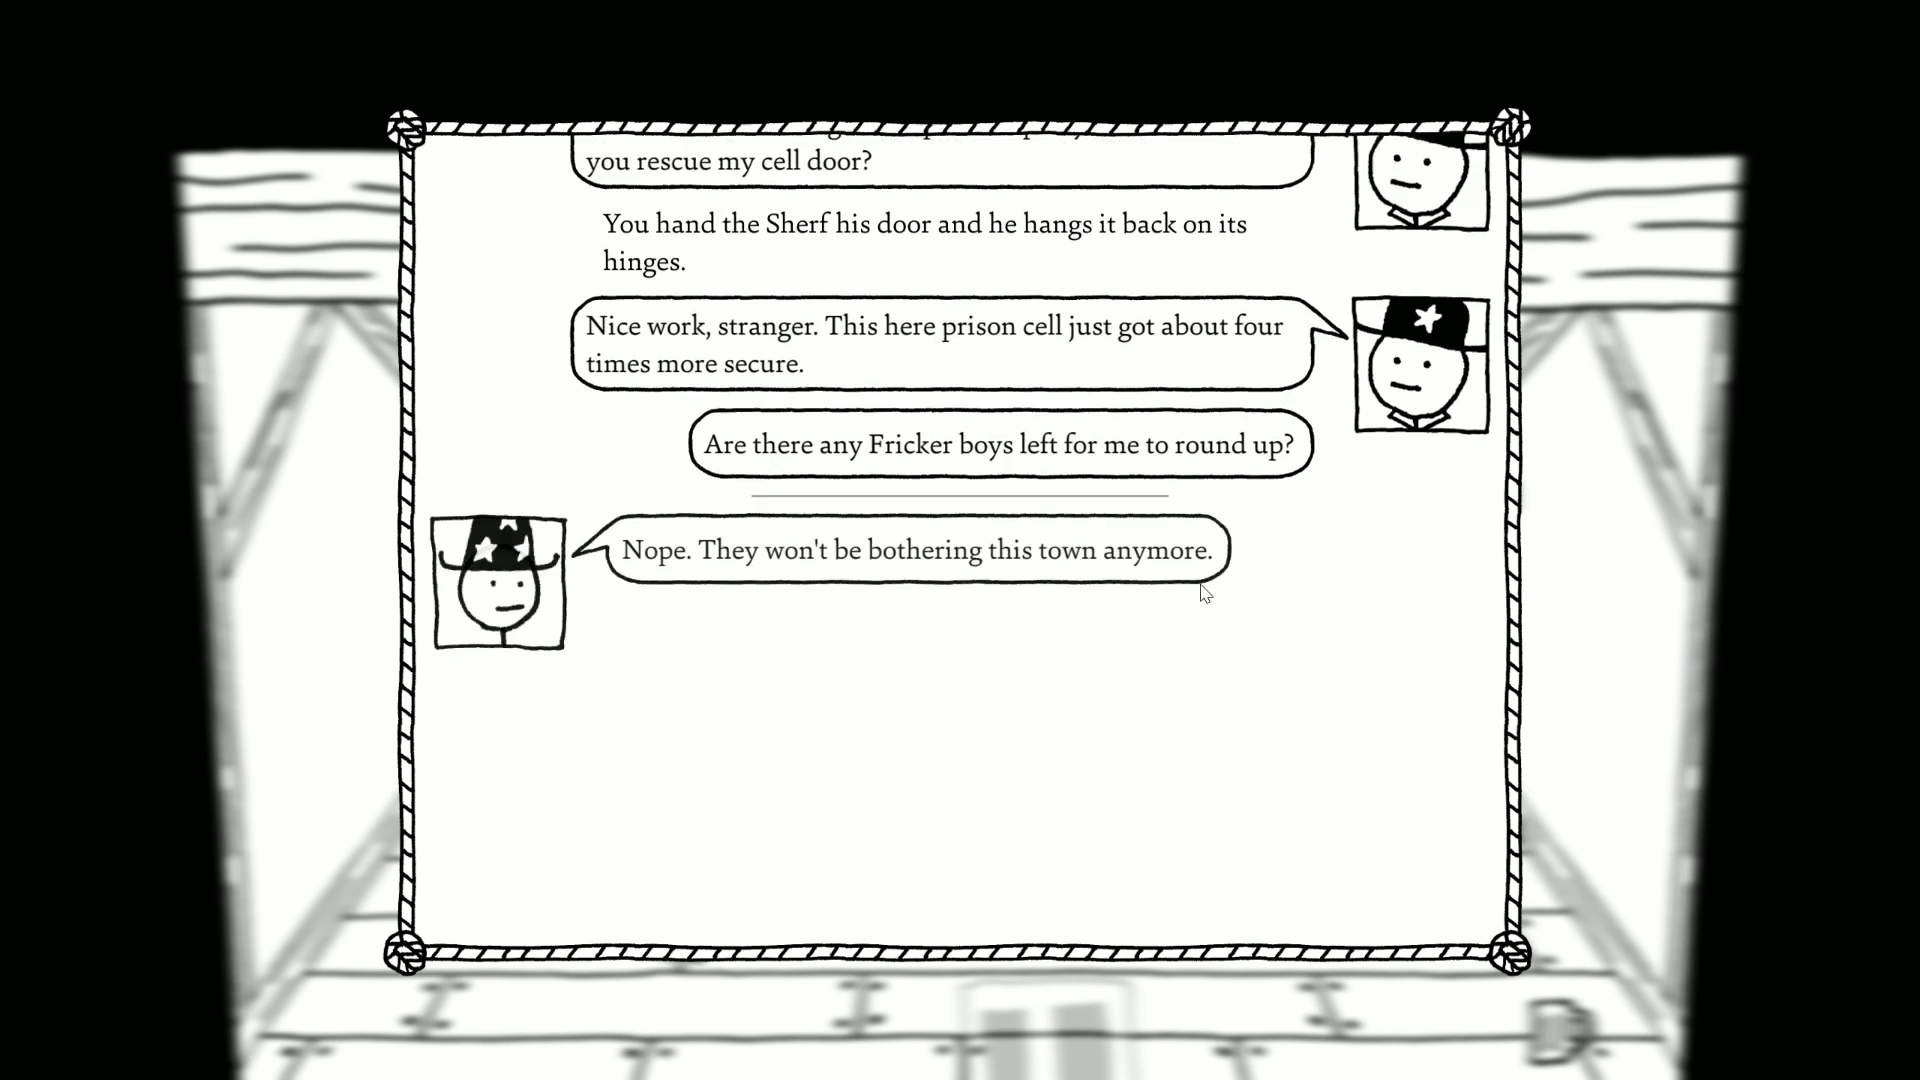 you rescue my cell door?
You hand the Sherf his door and he hangs it back on its
hinges.
Nice work, stranger. This here prison cell just got about four
times more secure.
Are there any Fricker boys left for me to round up?
Nope. They won't be bothering this town anymore.